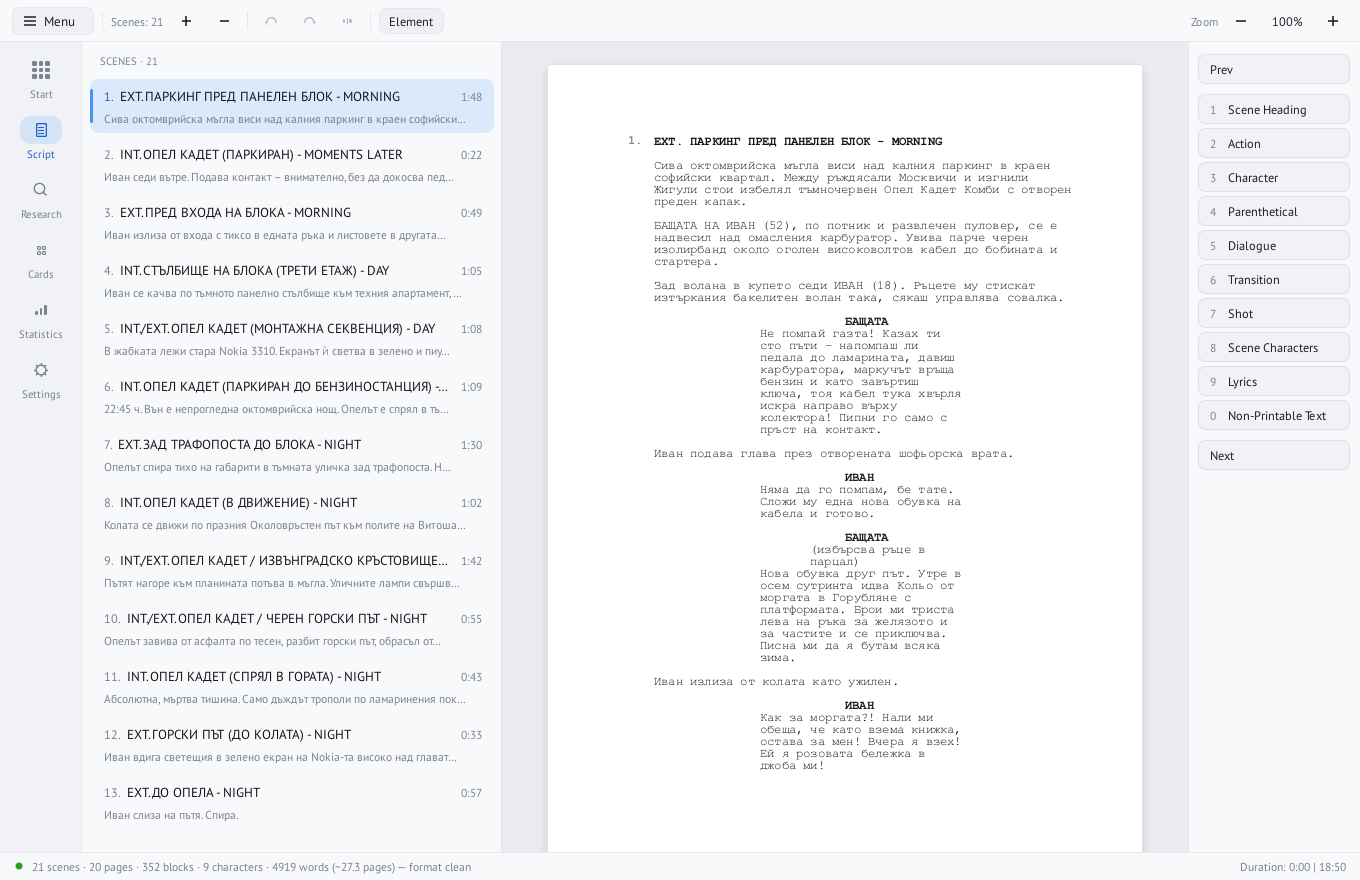 Menu
Scenes: 21
Element
Zoom
100%
Start
Script
Research
Cards
Statistics
Settings
SCENES · 21
1. EXT.ПАРКИНГ ПРЕД ПАНЕЛЕН БЛОК - MORNING 1:48
Сива октомврийска мъгла виси над калния паркинг в краен софийски...
2. INT.ОПЕЛ КАДЕТ (ПАРКИРАН) - MOMENTS LATER 0:22
Иван седи вътре. Подава контакт – внимателно, без да докосва пед...
3. EXT.ПРЕД ВХОДА НА БЛОКА - MORNING 0:49
Иван излиза от входа с тиксо в едната ръка и листовете в другата...
4. INT.СТЪЛБИЩЕ НА БЛОКА (ТРЕТИ ЕТАЖ) - DAY 1:05
Иван се качва по тъмното панелно стълбище към техния апартамент, ...
5. INT./EXT.ОПЕЛ КАДЕТ (МОНТАЖНА СЕКВЕНЦИЯ) - DAY 1:08
В жабката лежи стара Nokia 3310. Екранът ѝ светва в зелено и пиу...
6. INT.ОПЕЛ КАДЕТ (ПАРКИРАН ДО БЕНЗИНОСТАНЦИЯ) -... 1:09
22:45 ч. Вън е непрогледна октомврийска нощ. Опелът е спрял в тъ...
7. EXT.ЗАД ТРАФОПОСТА ДО БЛОКА - NIGHT 1:30
Опелът спира тихо на габарити в тъмната уличка зад трафопоста. Н...
8. INT.ОПЕЛ КАДЕТ (В ДВИЖЕНИЕ) - NIGHT 1:02
Колата се движи по празния Околовръстен път към полите на Витоша...
9. INT/EXT.ОПЕЛ КАДЕТ / ИЗВЪНГРАДСКО КРЪСТОВИЩЕ... 1:42
Пътят нагоре към планината потъва в мъгла. Уличните лампи свършв...
10. INT./EXT.ОПЕЛ КАДЕТ / ЧЕРЕН ГОРСКИ ПЪТ - NIGHT 0:55
Опелът завива от асфалта по тесен, разбит горски път, обрасъл от...
11. INT.ОПЕЛ КАДЕТ (СПРЯЛ В ГОРАТА) - NIGHT 0:43
Абсолютна, мъртва тишина. Само дъждът трополи по ламаринения пок...
12. EXT.ГОРСКИ ПЪТ (ДО КОЛАТА) - NIGHT 0:33
Иван вдига светещия в зелено екран на Nokia-та високо над глават...
13. EXT.ДО ОПЕЛА - NIGHT 0:57
Иван слиза на пътя. Спира.
1. EXT. ПАРКИНГ ПРЕД ПАНЕЛЕН БЛОК - MORNING
Сива октомврийска мъгла виси над калния паркинг в краен
софийски квартал. Между ръждясали Москвичи и изгнили
Жигули стои избелял тъмночервен Опел Кадет Комби с отворен
преден капак.
БАЩАТА НА ИВАН (52), по потник и развлечен пуловер, се е
надвесил над омасления карбуратор. Увива парче черен
изолирбанд около оголен високоволтов кабел до бобината и
стартера.
Зад волана в купето седи ИВАН (18). Ръцете му стискат
изтъркания бакелитен волан така, сякаш управлява совалка.
БАЩАТА
Не помпай газта! Казах ти
сто пъти – напомпаш ли
педала до ламарината, давиш
карбуратора, маркучът връща
бензин и като завъртиш
ключа, тоя кабел тука хвърля
искра направо върху
колектора! Пипни го само с
пръст на контакт.
Иван подава глава през отворената шофьорска врата.
ИВАН
Няма да го помпам, бе тате.
Сложи му една нова обувка на
кабела и готово.
БАЩАТА
(избърсва ръце в
парцал)
Нова обувка друг път. Утре в
осем сутринта идва Кольо от
моргата в Горубляне с
платформата. Брои ми триста
лева на ръка за желязото и
за частите и се приключва.
Писна ми да я бутам всяка
зима.
Иван излиза от колата като ужилен.
ИВАН
Как за моргата?! Нали ми
обеща, че като взема книжка,
остава за мен! Вчера я взех!
Ей я розовата бележка в
джоба ми!
Prev
1 Scene Heading
2 Action
3 Character
4 Parenthetical
5 Dialogue
6 Transition
7 Shot
8 Scene Characters
9 Lyrics
0 Non-Printable Text
Next
21 scenes · 20 pages · 352 blocks · 9 characters · 4919 words (~27.3 pages) — format clean
Duration: 0:00 | 18:50